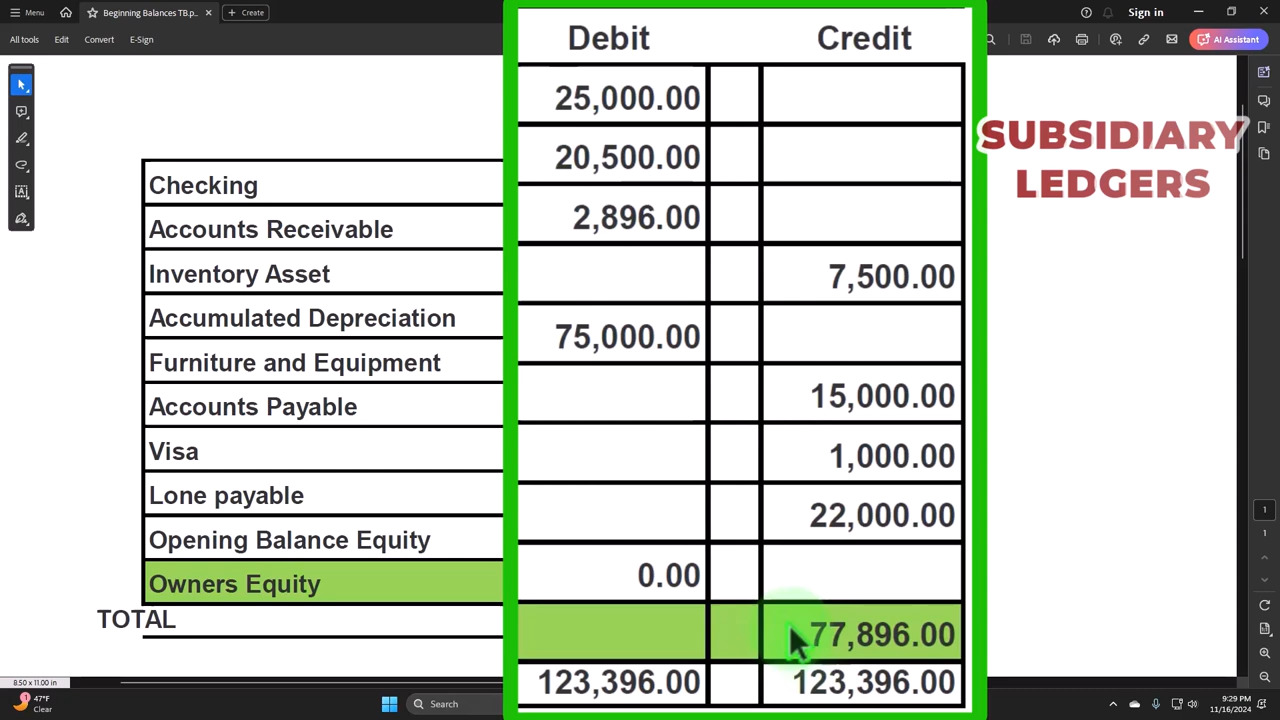 Menu
Beginning Balances TB.p...
Create
Sign in
All tools
Edit
Convert
E-Sign
AI Assistant
SUBSIDIARY
LEDGERS
Debit Credit
25,000.00
20,500.00
2,896.00
7,500.00
75,000.00
15,000.00
1,000.00
22,000.00
0.00
77,896.00
123,396.00 123,396.00
Checking
Accounts Receivable
Inventory Asset
Accumulated Depreciation
Furniture and Equipment
Accounts Payable
Visa
Lone payable
Opening Balance Equity
Owners Equity
TOTAL
1
1
8.50 x 11.00 in
1
47°F
Clear
Search
9:29 PM
11/16/2024